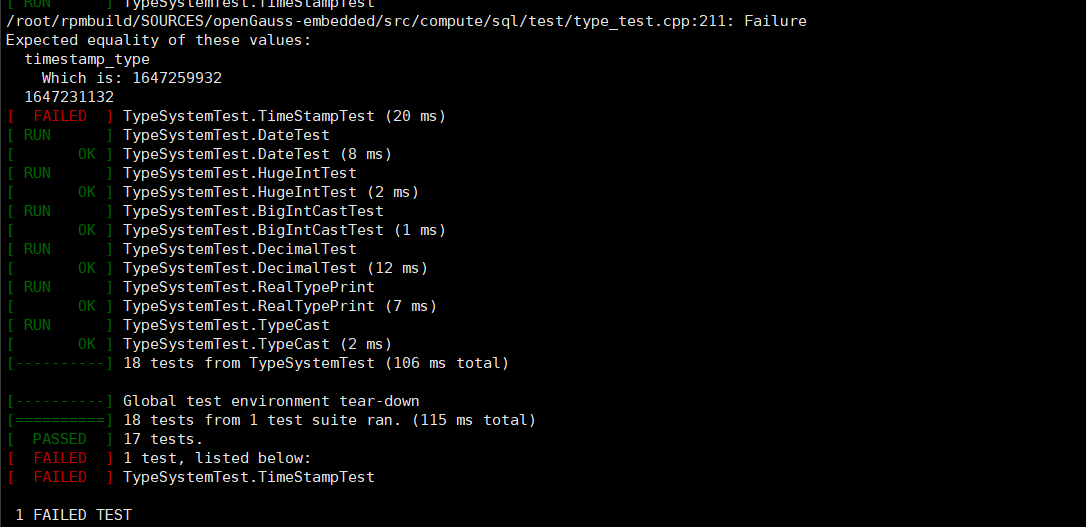 [ RUN      ] TypeSystemTest.TimeStampTest
/root/rpmbuild/SOURCES/openGauss-embedded/src/compute/sql/test/type_test.cpp:211: Failure
Expected equality of these values:
  timestamp_type
    Which is: 1647259932
  1647231132
[  FAILED  ] TypeSystemTest.TimeStampTest (20 ms)
[ RUN      ] TypeSystemTest.DateTest
[       OK ] TypeSystemTest.DateTest (8 ms)
[ RUN      ] TypeSystemTest.HugeIntTest
[       OK ] TypeSystemTest.HugeIntTest (2 ms)
[ RUN      ] TypeSystemTest.BigIntCastTest
[       OK ] TypeSystemTest.BigIntCastTest (1 ms)
[ RUN      ] TypeSystemTest.DecimalTest
[       OK ] TypeSystemTest.DecimalTest (12 ms)
[ RUN      ] TypeSystemTest.RealTypePrint
[       OK ] TypeSystemTest.RealTypePrint (7 ms)
[ RUN      ] TypeSystemTest.TypeCast
[       OK ] TypeSystemTest.TypeCast (2 ms)
[----------] 18 tests from TypeSystemTest (106 ms total)
[----------] Global test environment tear-down
[==========] 18 tests from 1 test suite ran. (115 ms total)
[  PASSED  ] 17 tests.
[  FAILED  ] 1 test, listed below:
[  FAILED  ] TypeSystemTest.TimeStampTest
 1 FAILED TEST